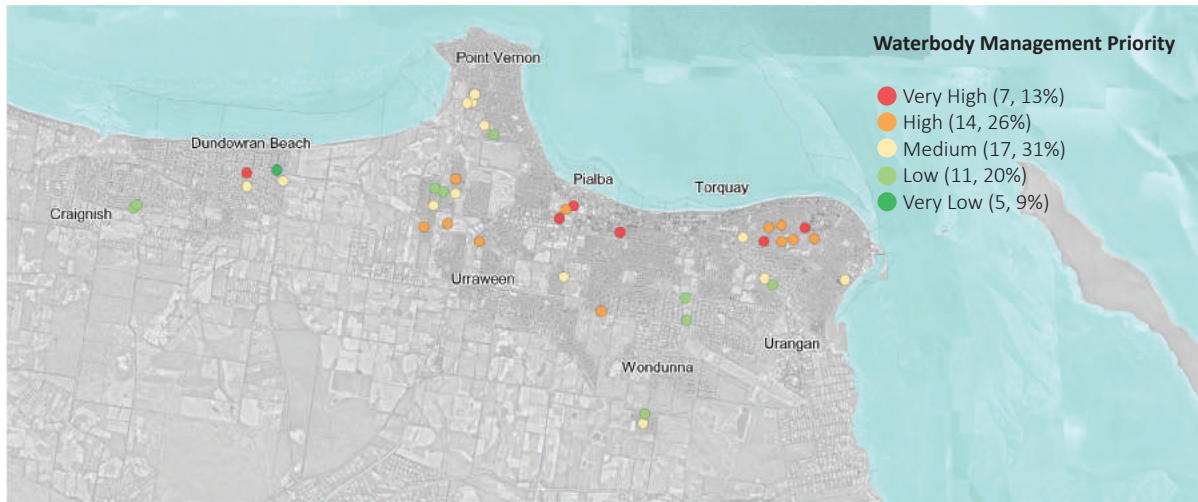 Waterbody Management Priority
Very High (7, 13%)
High (14, 26%)
Medium (17, 31%)
Low (11, 20%)
Very Low (5, 9%)
Point Vernon
Dundowran Beach
Pialba
Torquay
Craignish
Urraween
Urangan
Wondunna